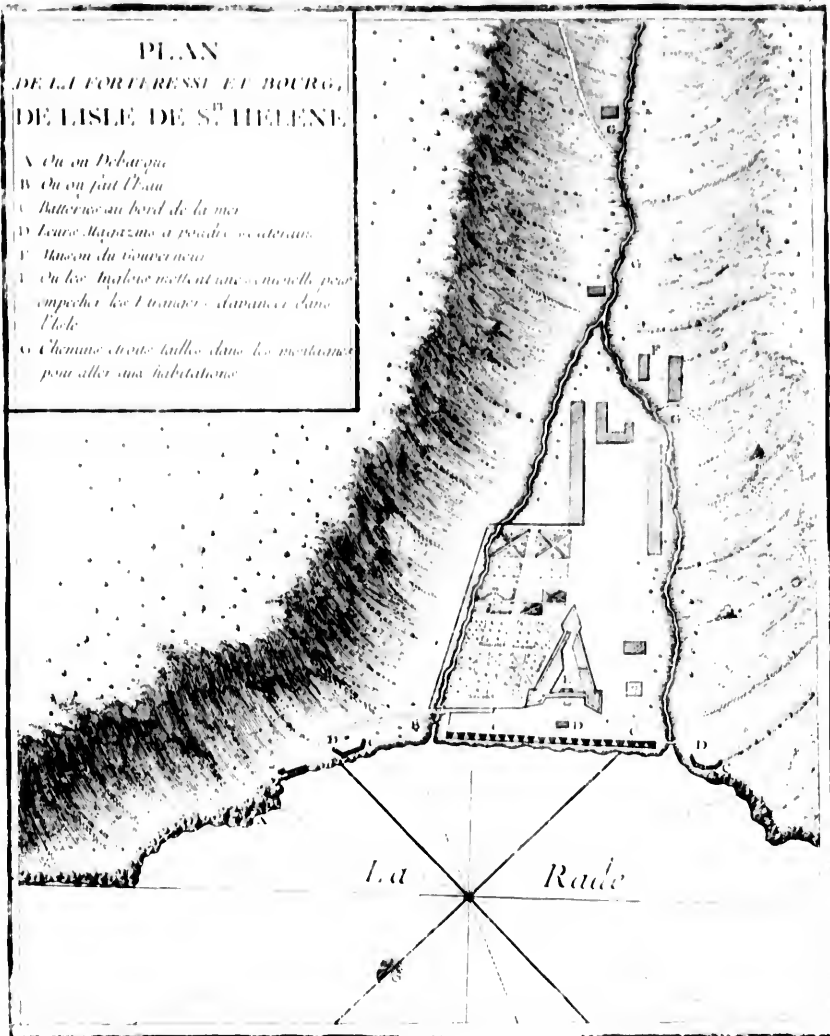 PLAN
DE LA FORTERESSE ET BOURG,
DE LISLE DE S.TE HELENE
A Ou on Debarque
B Ou on fait l'Eau
C Batteries au bord de la mer
D Leurs Magazins a poudre
E Maison du Gouverneur
F Ou les Anglois mettent une sentinelle pour
empecher les Etrangers d'avancer dans
l'Isle
G Chemins etroits taillés dans les montagnes
pour aller aux habitations
G
G
F
G
B
C
D
C
D
D
A
La Rade